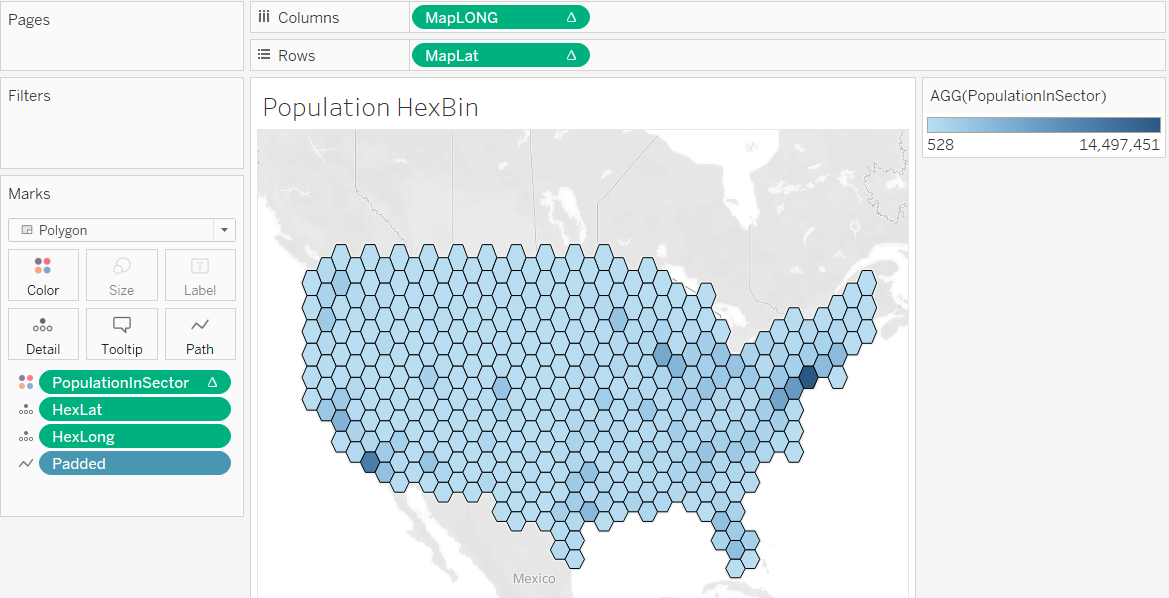 Pages
Columns
MapLONG
Rows
MapLat
Filters
Marks
Polygon
Color
Size
Label
Detail
Tooltip
Path
PopulationInSector
HexLat
HexLong
Padded
Population HexBin
Mexico
AGG(PopulationInSector)
528 14,497,451